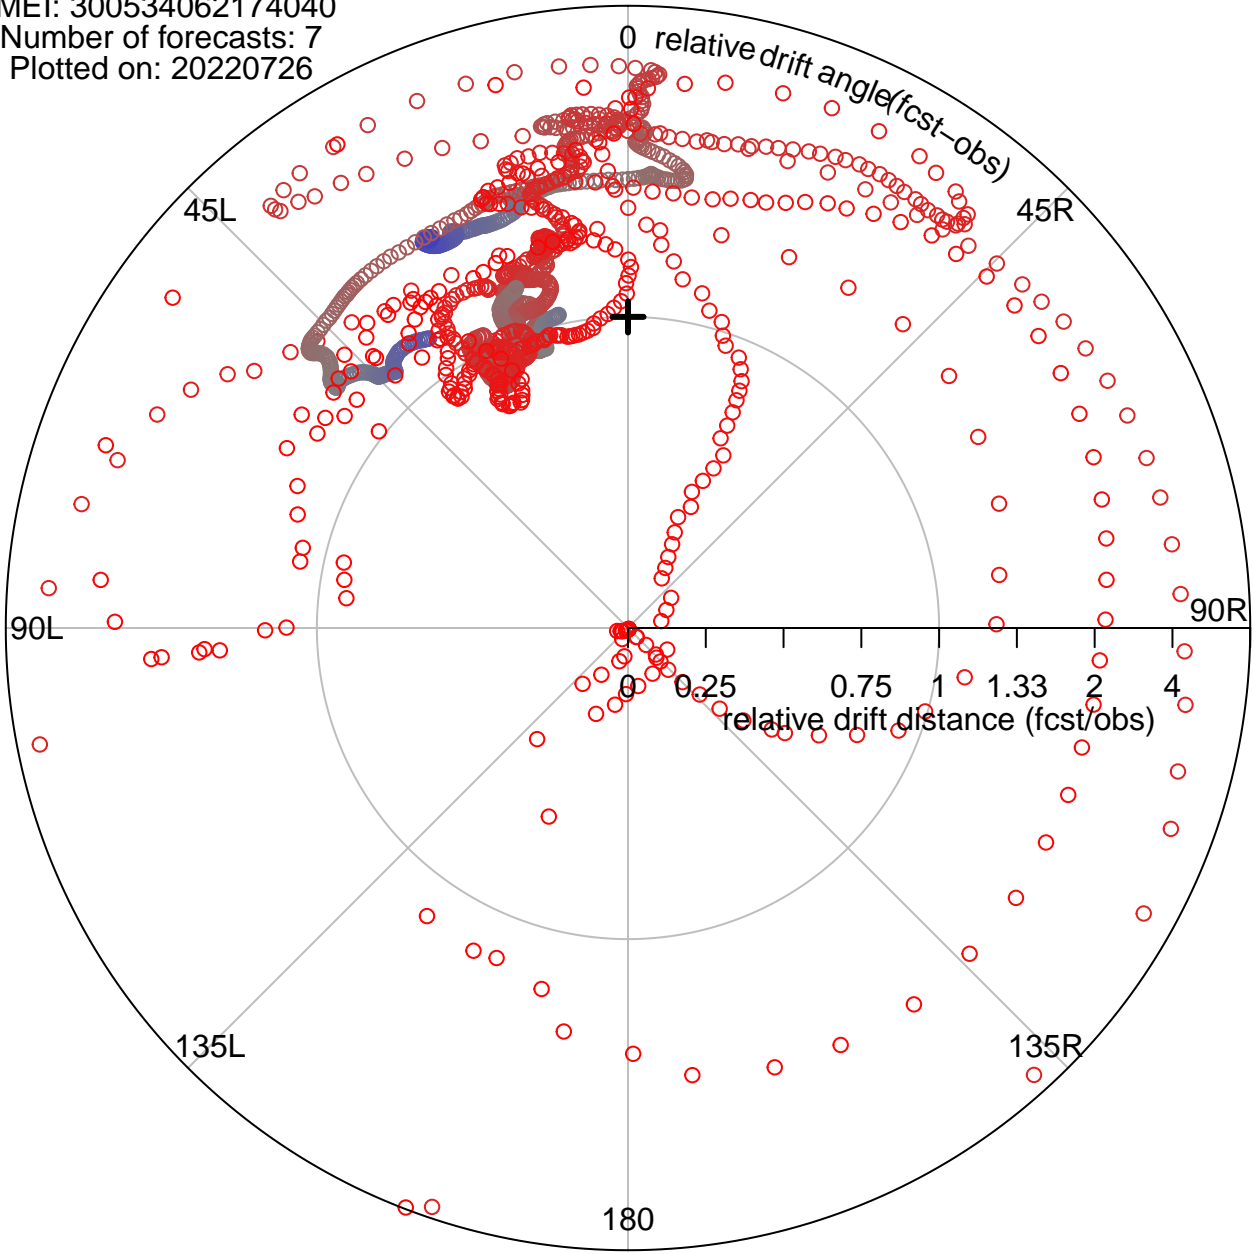 MEI: 300534062174040
Number of forecasts: 7
Plotted on: 20220726
0
relative drift angle(fcst−obs)
45L
45R
90L
90R
0 0.25 0.75 1 1.33 2 4
relative drift distance (fcst/obs)
135L
135R
180